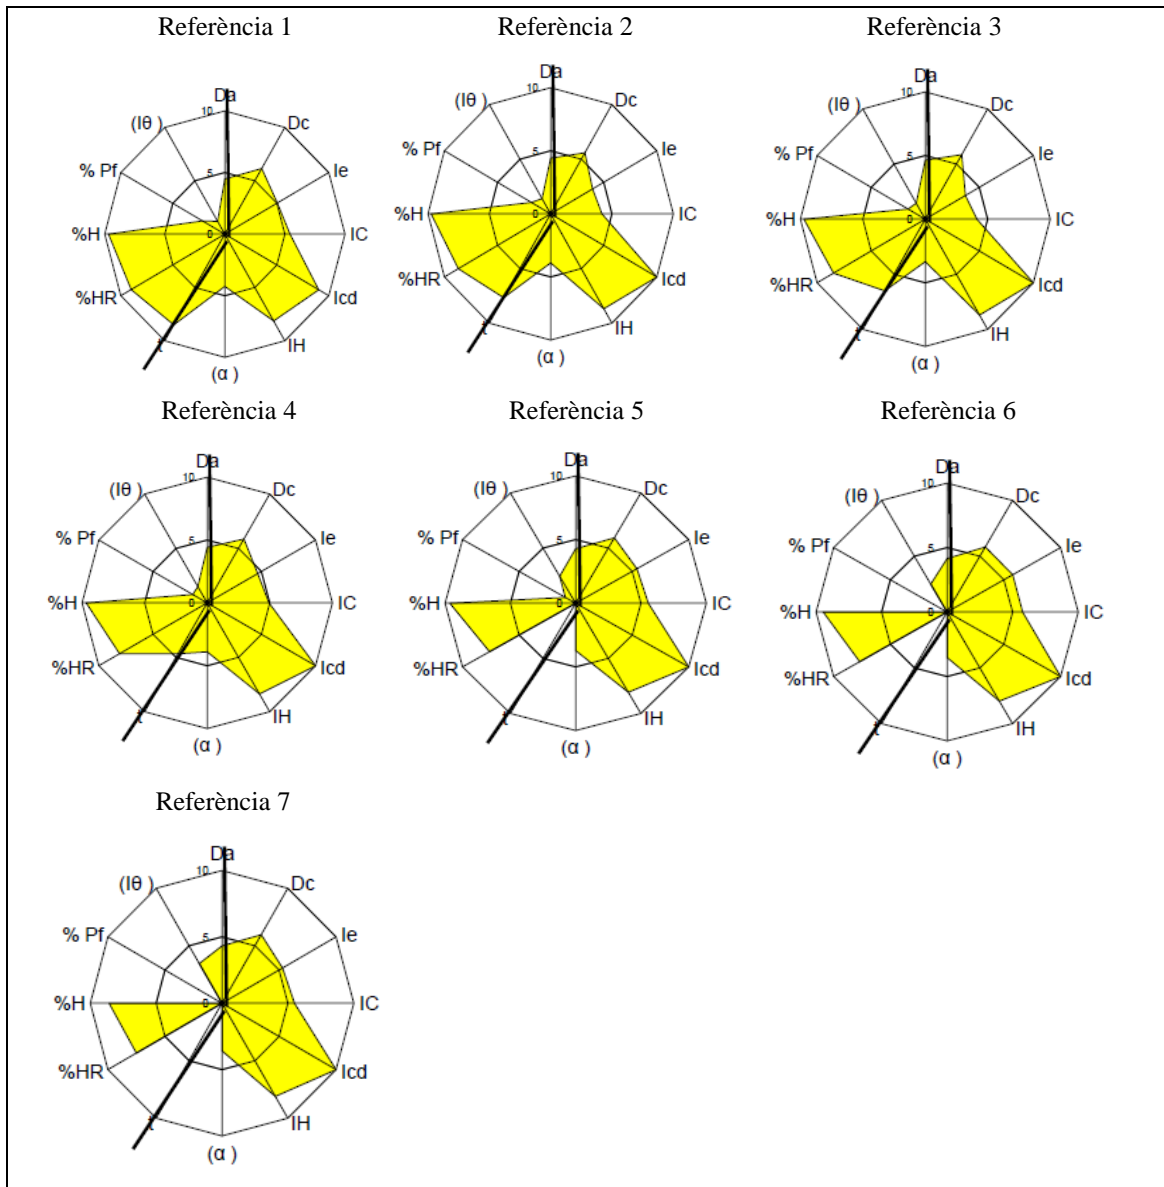 Referència 1
Referència 2
Referència 3
Da
Dc
Ie
IC
Icd
IH
(α )
t
%HR
%H
% Pf
(Iθ )
10
5
0
Da
Dc
Ie
IC
Icd
IH
(α )
t
%HR
%H
% Pf
(Iθ )
10
5
0
Da
Dc
Ie
IC
Icd
IH
(α )
t
%HR
%H
% Pf
(Iθ )
10
5
0
Referència 4
Referència 5
Referència 6
Da
Dc
Ie
IC
Icd
IH
(α )
t
%HR
%H
% Pf
(Iθ )
10
5
0
Da
Dc
Ie
IC
Icd
IH
(α )
t
%HR
%H
% Pf
(Iθ )
10
5
0
Da
Dc
Ie
IC
Icd
IH
(α )
t
%HR
%H
% Pf
(Iθ )
10
5
0
Referència 7
Da
Dc
Ie
IC
Icd
IH
(α )
t
%HR
%H
% Pf
(Iθ )
10
5
0